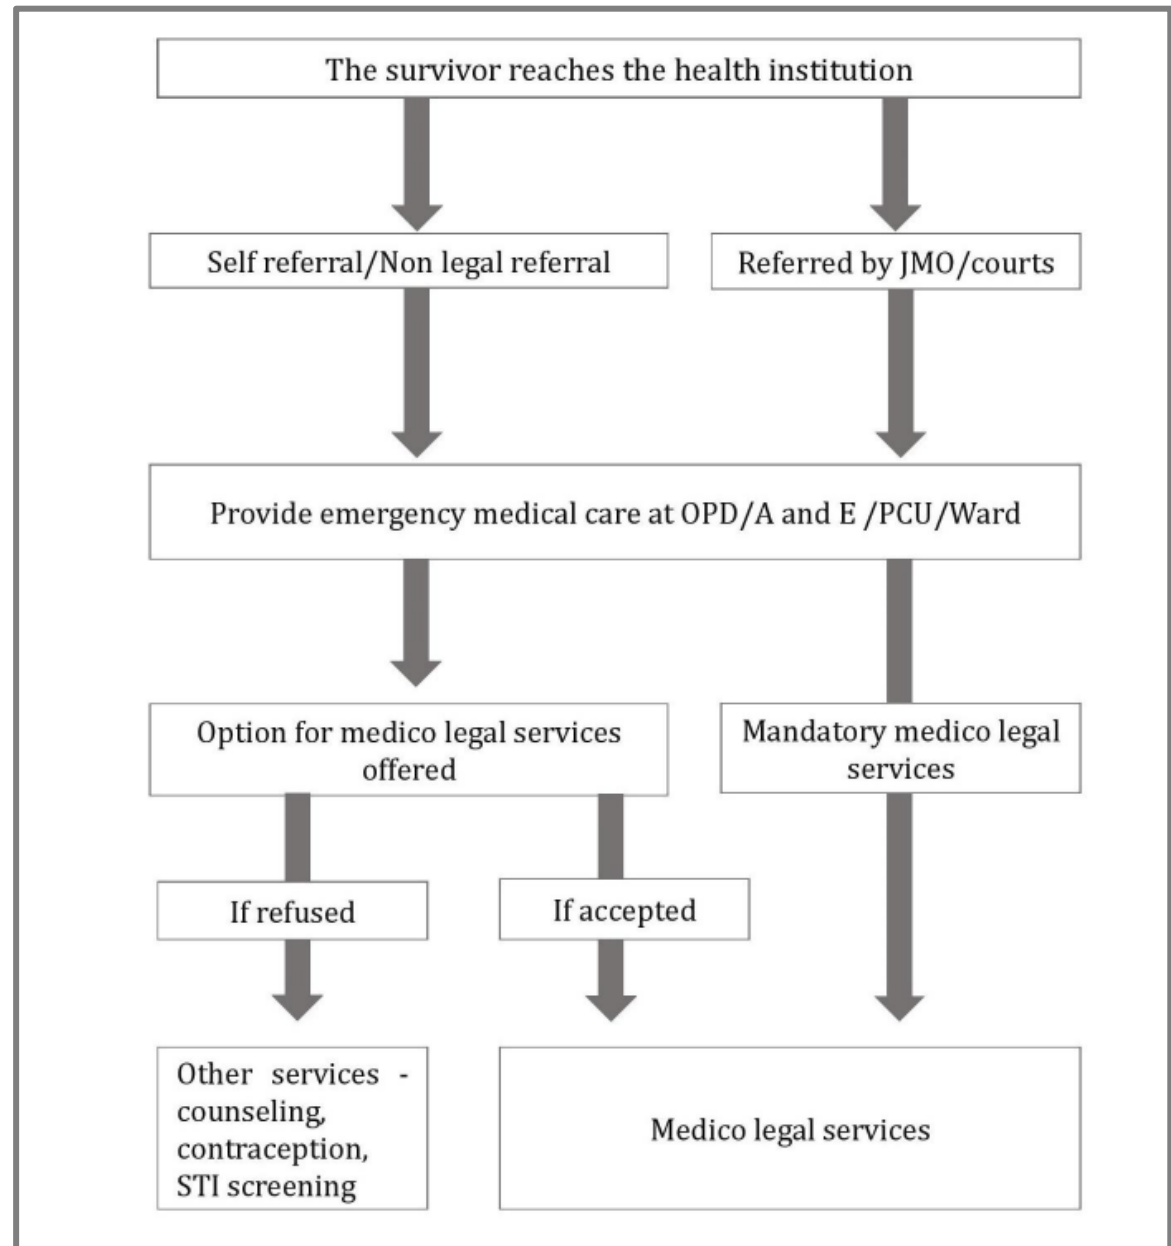 The survivor reaches the health institution
Self referral/Non legal referral
Referred by JMO/courts
Provide emergency medical care at OPD/A and E /PCU/Ward
Option for medico legal services
offered
Mandatory medico legal
services
If refused
If accepted
Other services -
counseling,
contraception,
STI screening
Medico legal services